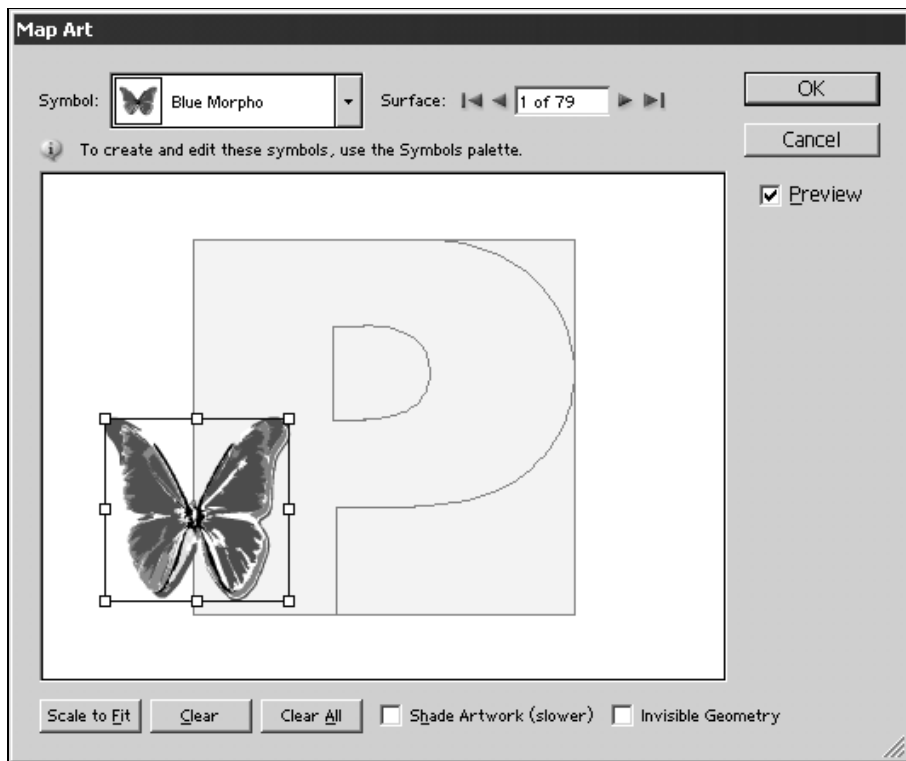 Map Art
Symbol: Blue Morpho Surface: 1 of 79 OK
Cancel
To create and edit these symbols, use the Symbols palette.
Preview
P
Scale to Fit Clear Clear All Shade Artwork (slower) Invisible Geometry